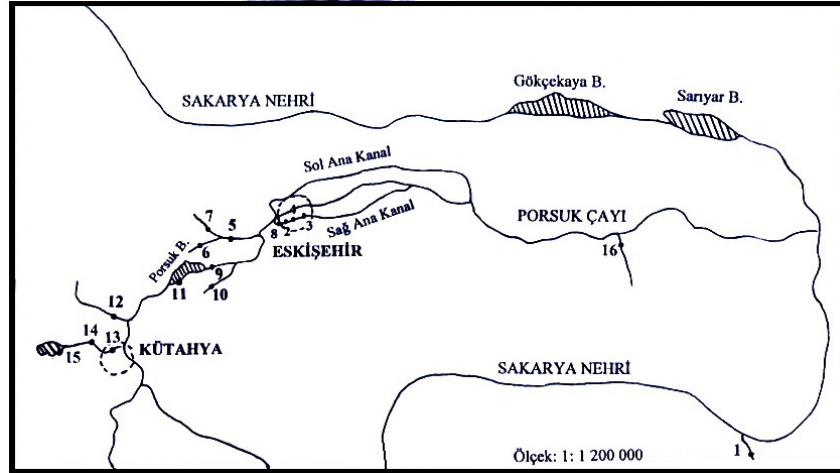 Gökçekaya B.
Sarıyar B.
SAKARYA NEHRİ
Sol Ana Kanal
7
5
4
8
2
3
Sağ Ana Kanal
PORSUK ÇAYI
6
ESKİŞEHİR
16
Porsuk B.
9
11
10
12
14
13
KÜTAHYA
15
SAKARYA NEHRİ
1
Ölçek: 1: 1 200 000